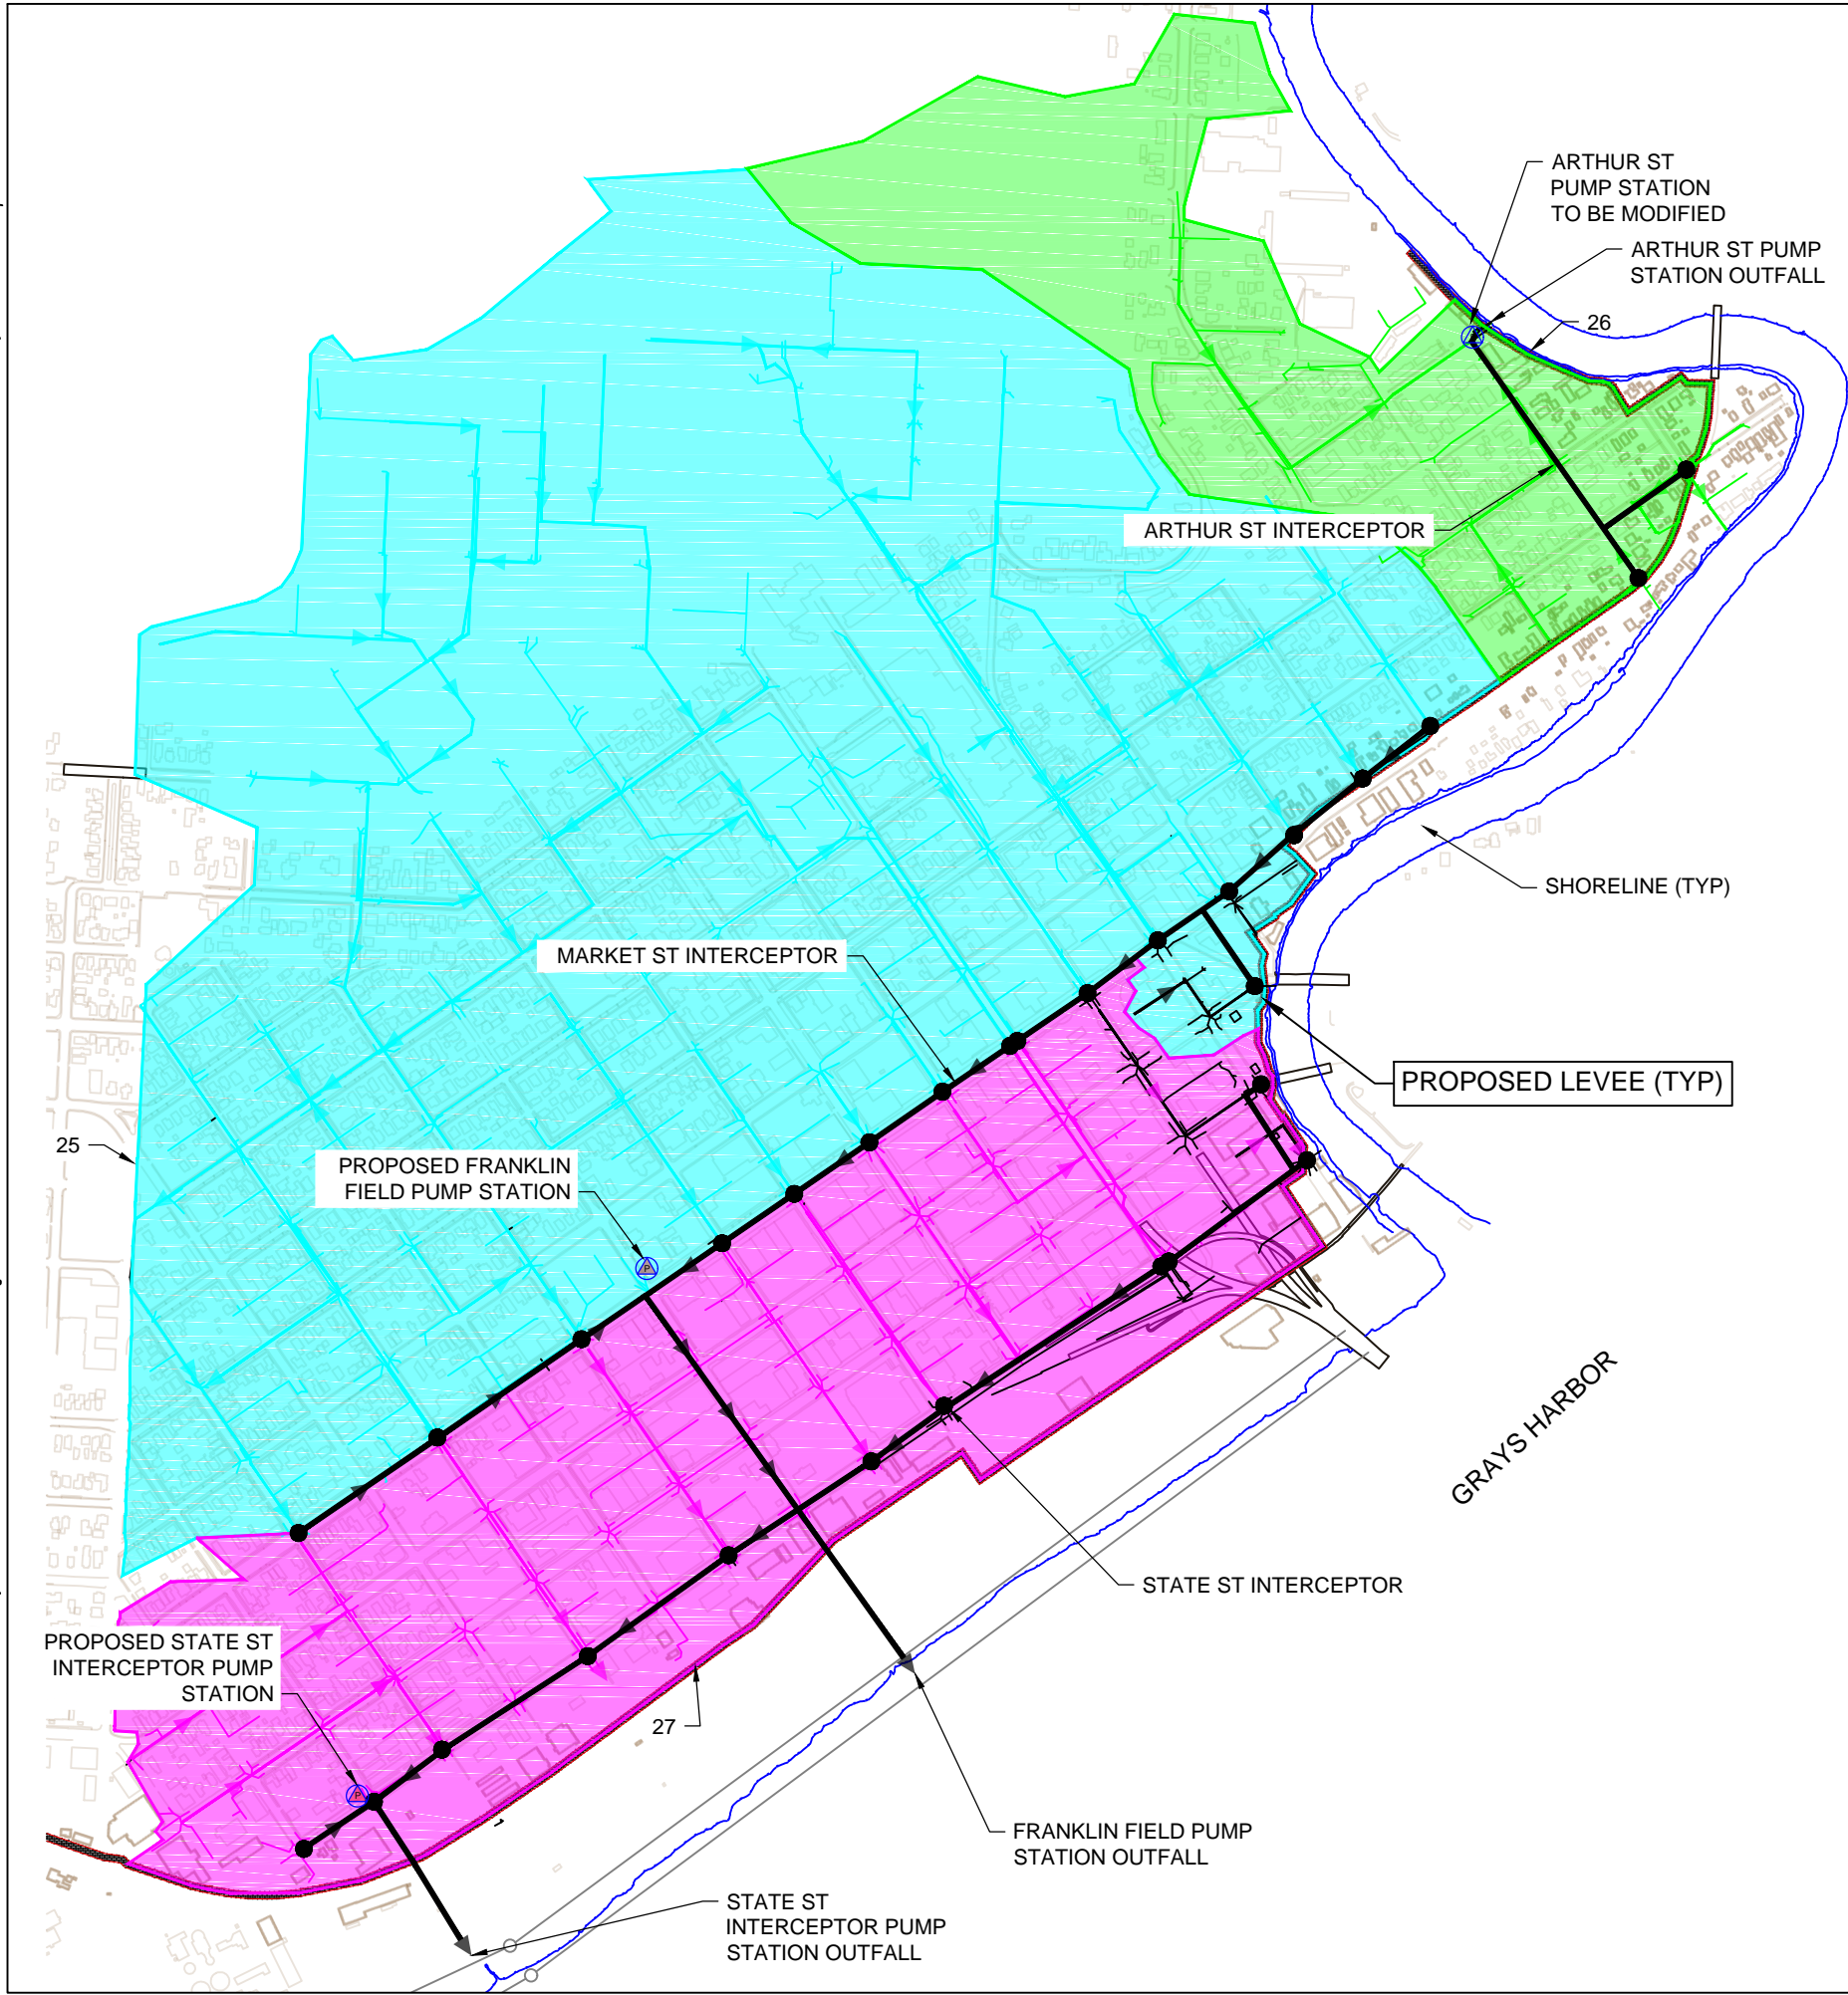 ARTHUR ST
PUMP STATION
TO BE MODIFIED
ARTHUR ST PUMP
STATION OUTFALL
26
ARTHUR ST INTERCEPTOR
SHORELINE (TYP)
MARKET ST INTERCEPTOR
PROPOSED LEVEE (TYP)
25
PROPOSED FRANKLIN
FIELD PUMP STATION
P
GRAYS HARBOR
STATE ST INTERCEPTOR
PROPOSED STATE ST
INTERCEPTOR PUMP
STATION
27
P
FRANKLIN FIELD PUMP
STATION OUTFALL
STATE ST
INTERCEPTOR PUMP
STATION OUTFALL